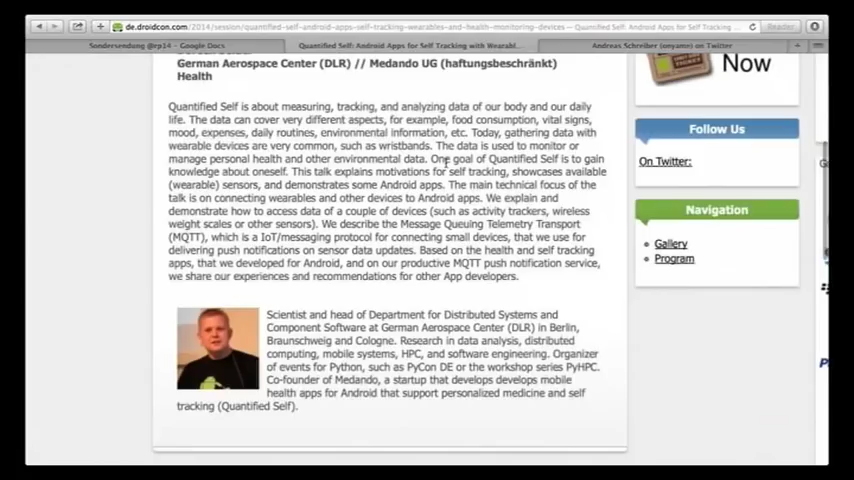 de.droidcon.com/2014/session/quantified-self-android-apps-self-tracking-wearables-and-health-monitoring-devices — Quantified Self: Android Apps for Self Tracking
Reader
Sondersendung @rp14 - Google Docs
Quantified Self: Android Apps for Self Tracking with Wearabl...
Andreas Schreiber (onyame) on Twitter
German Aerospace Center (DLR) // Medando UG (haftungsbeschränkt)
Health
Quantified Self is about measuring, tracking, and analyzing data of our body and our daily
life. The data can cover very different aspects, for example, food consumption, vital signs,
mood, expenses, daily routines, environmental information, etc. Today, gathering data with
wearable devices are very common, such as wristbands. The data is used to monitor or
manage personal health and other environmental data. One goal of Quantified Self is to gain
knowledge about oneself. This talk explains motivations for self tracking, showcases available
(wearable) sensors, and demonstrates some Android apps. The main technical focus of the
talk is on connecting wearables and other devices to Android apps. We explain and
demonstrate how to access data of a couple of devices (such as activity trackers, wireless
weight scales or other sensors). We describe the Message Queuing Telemetry Transport
(MQTT), which is a IoT/messaging protocol for connecting small devices, that we use for
delivering push notifications on sensor data updates. Based on the health and self tracking
apps, that we developed for Android, and on our productive MQTT push notification service,
we share our experiences and recommendations for other App developers.
Scientist and head of Department for Distributed Systems and
Component Software at German Aerospace Center (DLR) in Berlin,
Braunschweig and Cologne. Research in data analysis, distributed
computing, mobile systems, HPC, and software engineering. Organizer
of events for Python, such as PyCon DE or the workshop series PyHPC.
Co-founder of Medando, a startup that develops develops mobile
health apps for Android that support personalized medicine and self
tracking (Quantified Self).
Now
Follow Us
On Twitter:
Navigation
Gallery
Program